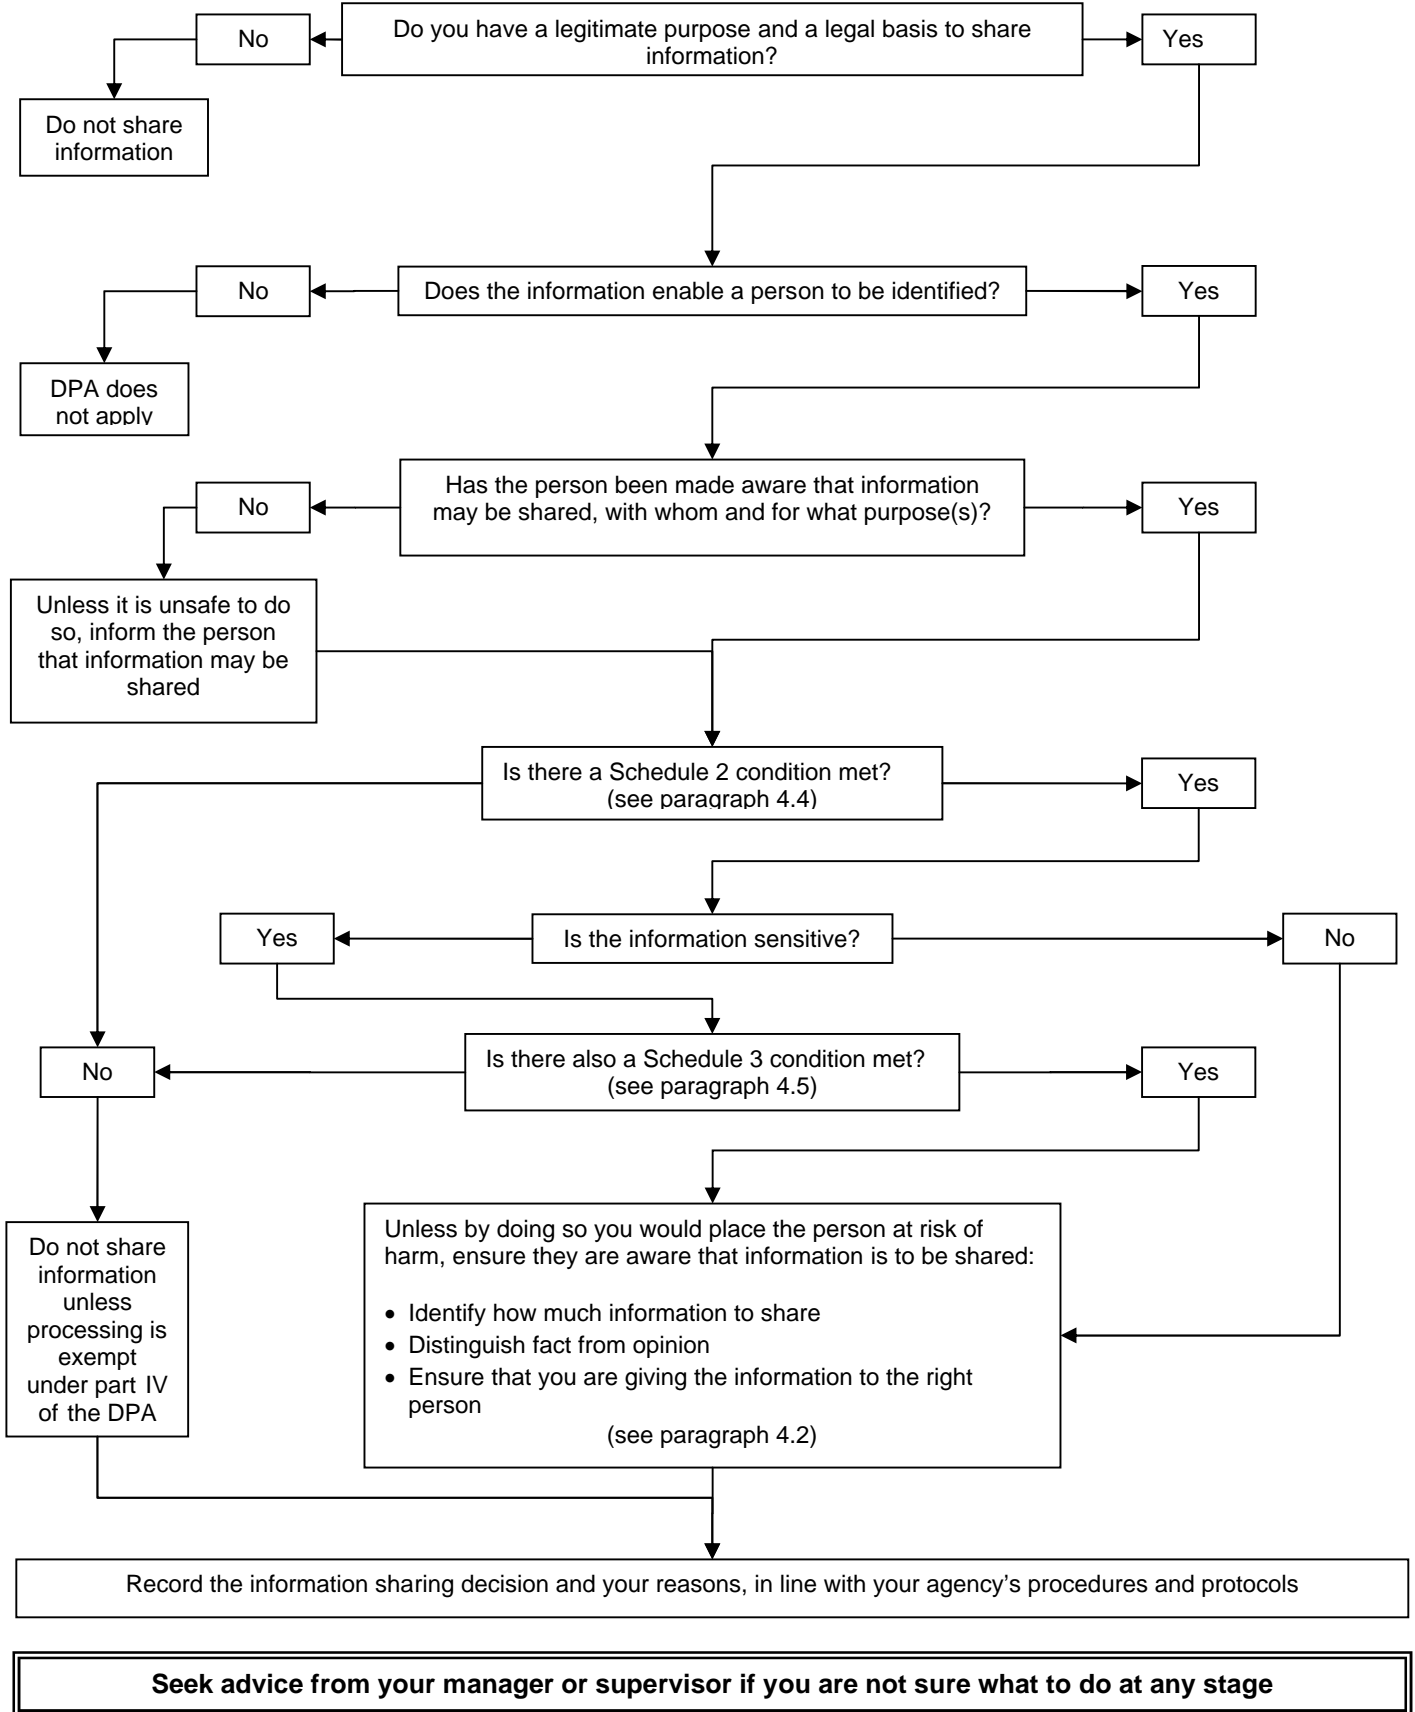 Do you have a legitimate purpose and a legal basis to share
information?
No
Yes
Do not share
information
Does the information enable a person to be identified?
No
Yes
DPA does
not apply
Has the person been made aware that information
may be shared, with whom and for what purpose(s)?
No
Yes
Unless it is unsafe to do
so, inform the person
that information may be
shared
Is there a Schedule 2 condition met?
(see paragraph 4.4)
Yes
Is the information sensitive?
Yes
No
Is there also a Schedule 3 condition met?
(see paragraph 4.5)
No
Yes
Do not share
information
unless
processing is
exempt
under part IV
of the DPA
Unless by doing so you would place the person at risk of
harm, ensure they are aware that information is to be shared:
• Identify how much information to share
• Distinguish fact from opinion
• Ensure that you are giving the information to the right
person
(see paragraph 4.2)
Record the information sharing decision and your reasons, in line with your agency’s procedures and protocols
Seek advice from your manager or supervisor if you are not sure what to do at any stage